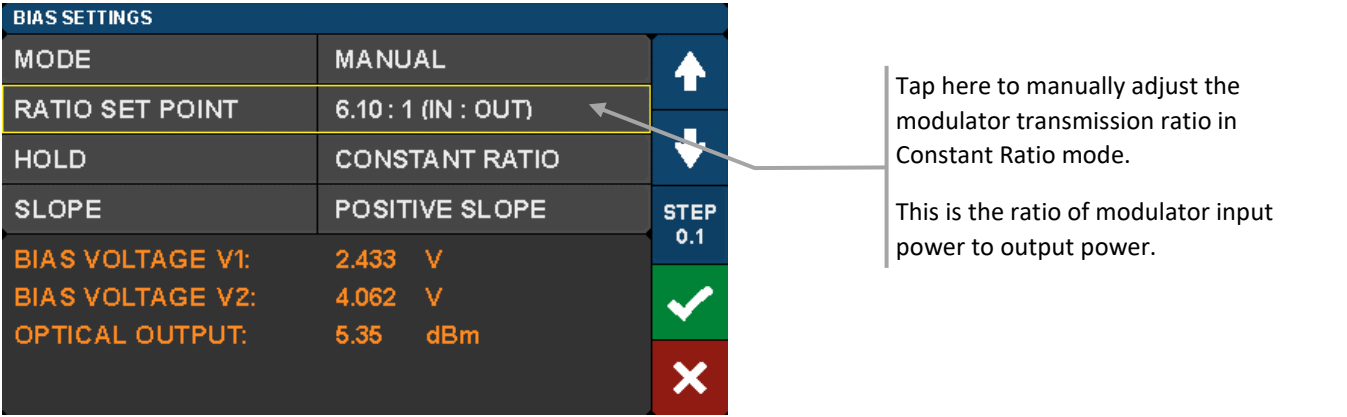 BIAS SETTINGS
MODE MANUAL
RATIO SET POINT 6.10 : 1 (IN : OUT)
HOLD CONSTANT RATIO
SLOPE POSITIVE SLOPE
STEP
0.1
BIAS VOLTAGE V1: 2.433 V
BIAS VOLTAGE V2: 4.062 V
OPTICAL OUTPUT: 5.35 dBm
Tap here to manually adjust the
modulator transmission ratio in
Constant Ratio mode.
This is the ratio of modulator input
power to output power.